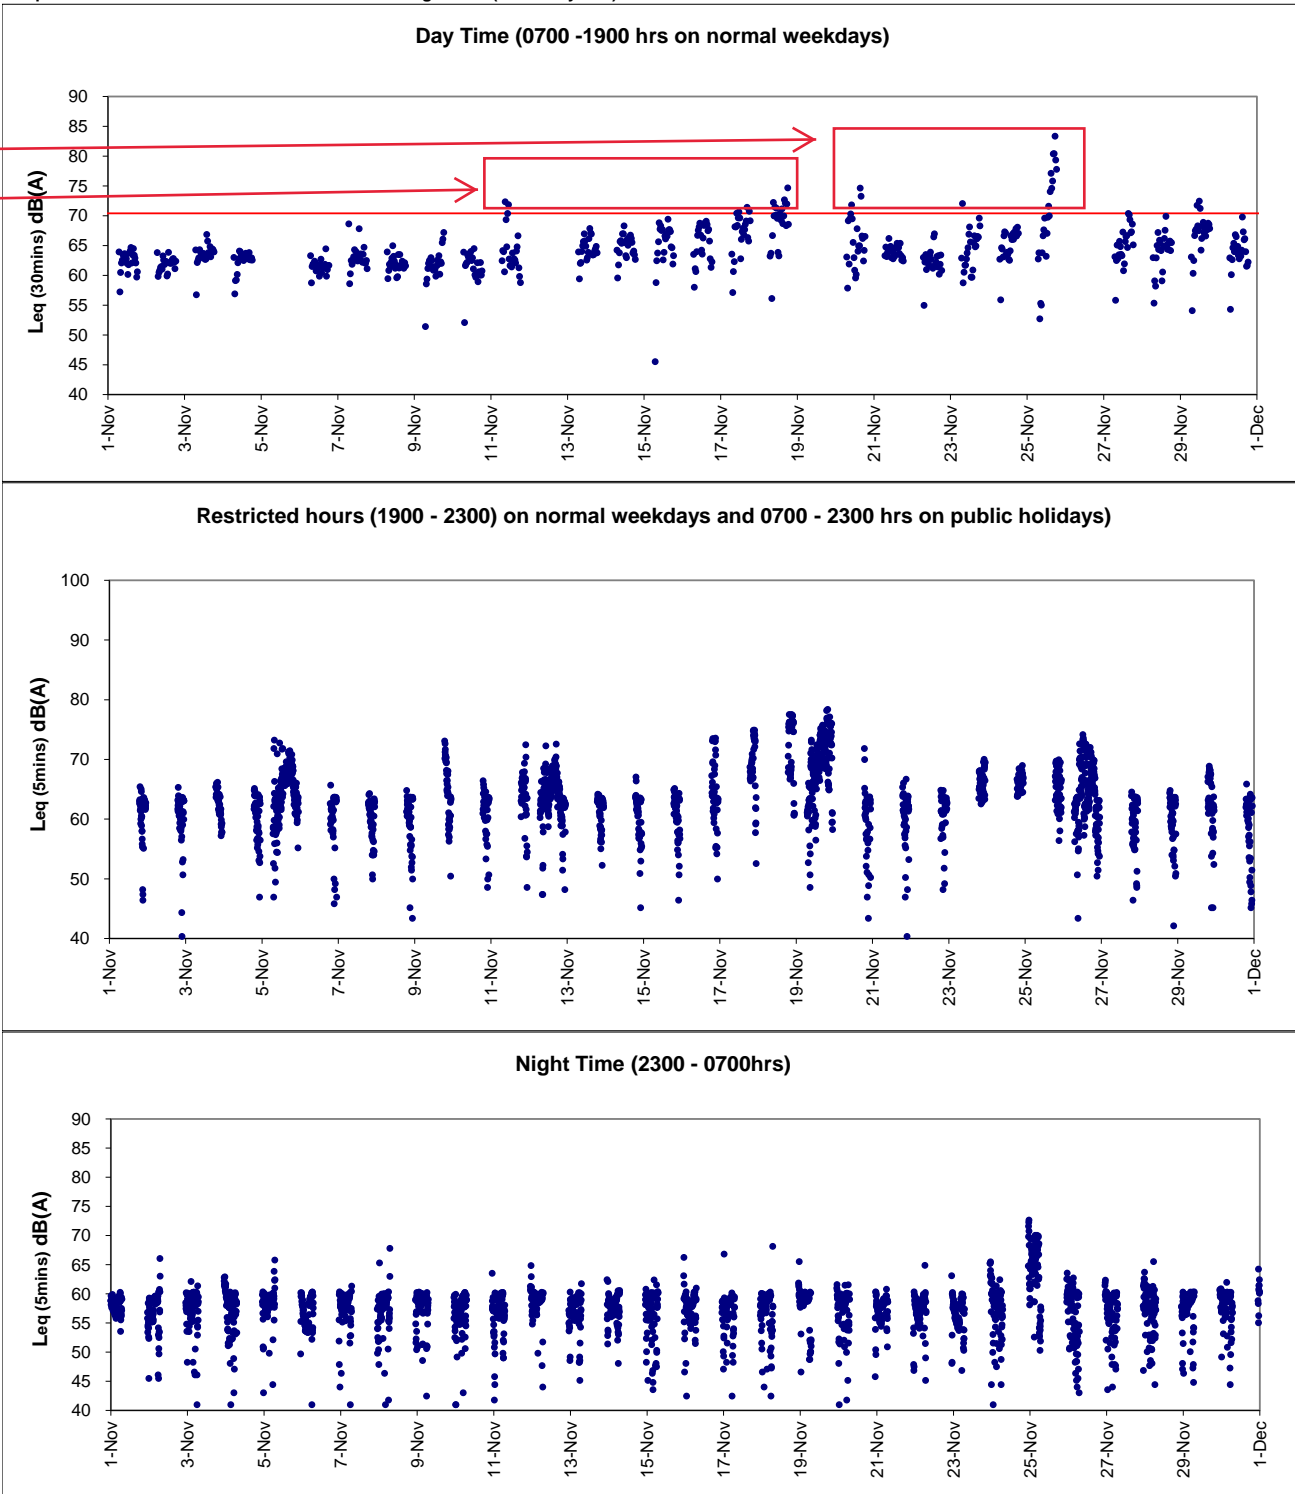 Day Time (0700 -1900 hrs on normal weekdays)
Leq (30mins) dB(A)
90
85
80
75
70
65
60
55
50
45
40
1-Nov
3-Nov
5-Nov
7-Nov
9-Nov
11-Nov
13-Nov
15-Nov
17-Nov
19-Nov
21-Nov
23-Nov
25-Nov
27-Nov
29-Nov
1-Dec
Restricted hours (1900 - 2300) on normal weekdays and 0700 - 2300 hrs on public holidays)
Leq (5mins) dB(A)
100
90
80
70
60
50
40
1-Nov
3-Nov
5-Nov
7-Nov
9-Nov
11-Nov
13-Nov
15-Nov
17-Nov
19-Nov
21-Nov
23-Nov
25-Nov
27-Nov
29-Nov
1-Dec
Night Time (2300 - 0700hrs)
Leq (5mins) dB(A)
90
85
80
75
70
65
60
55
50
45
40
1-Nov
3-Nov
5-Nov
7-Nov
9-Nov
11-Nov
13-Nov
15-Nov
17-Nov
19-Nov
21-Nov
23-Nov
25-Nov
27-Nov
29-Nov
1-Dec